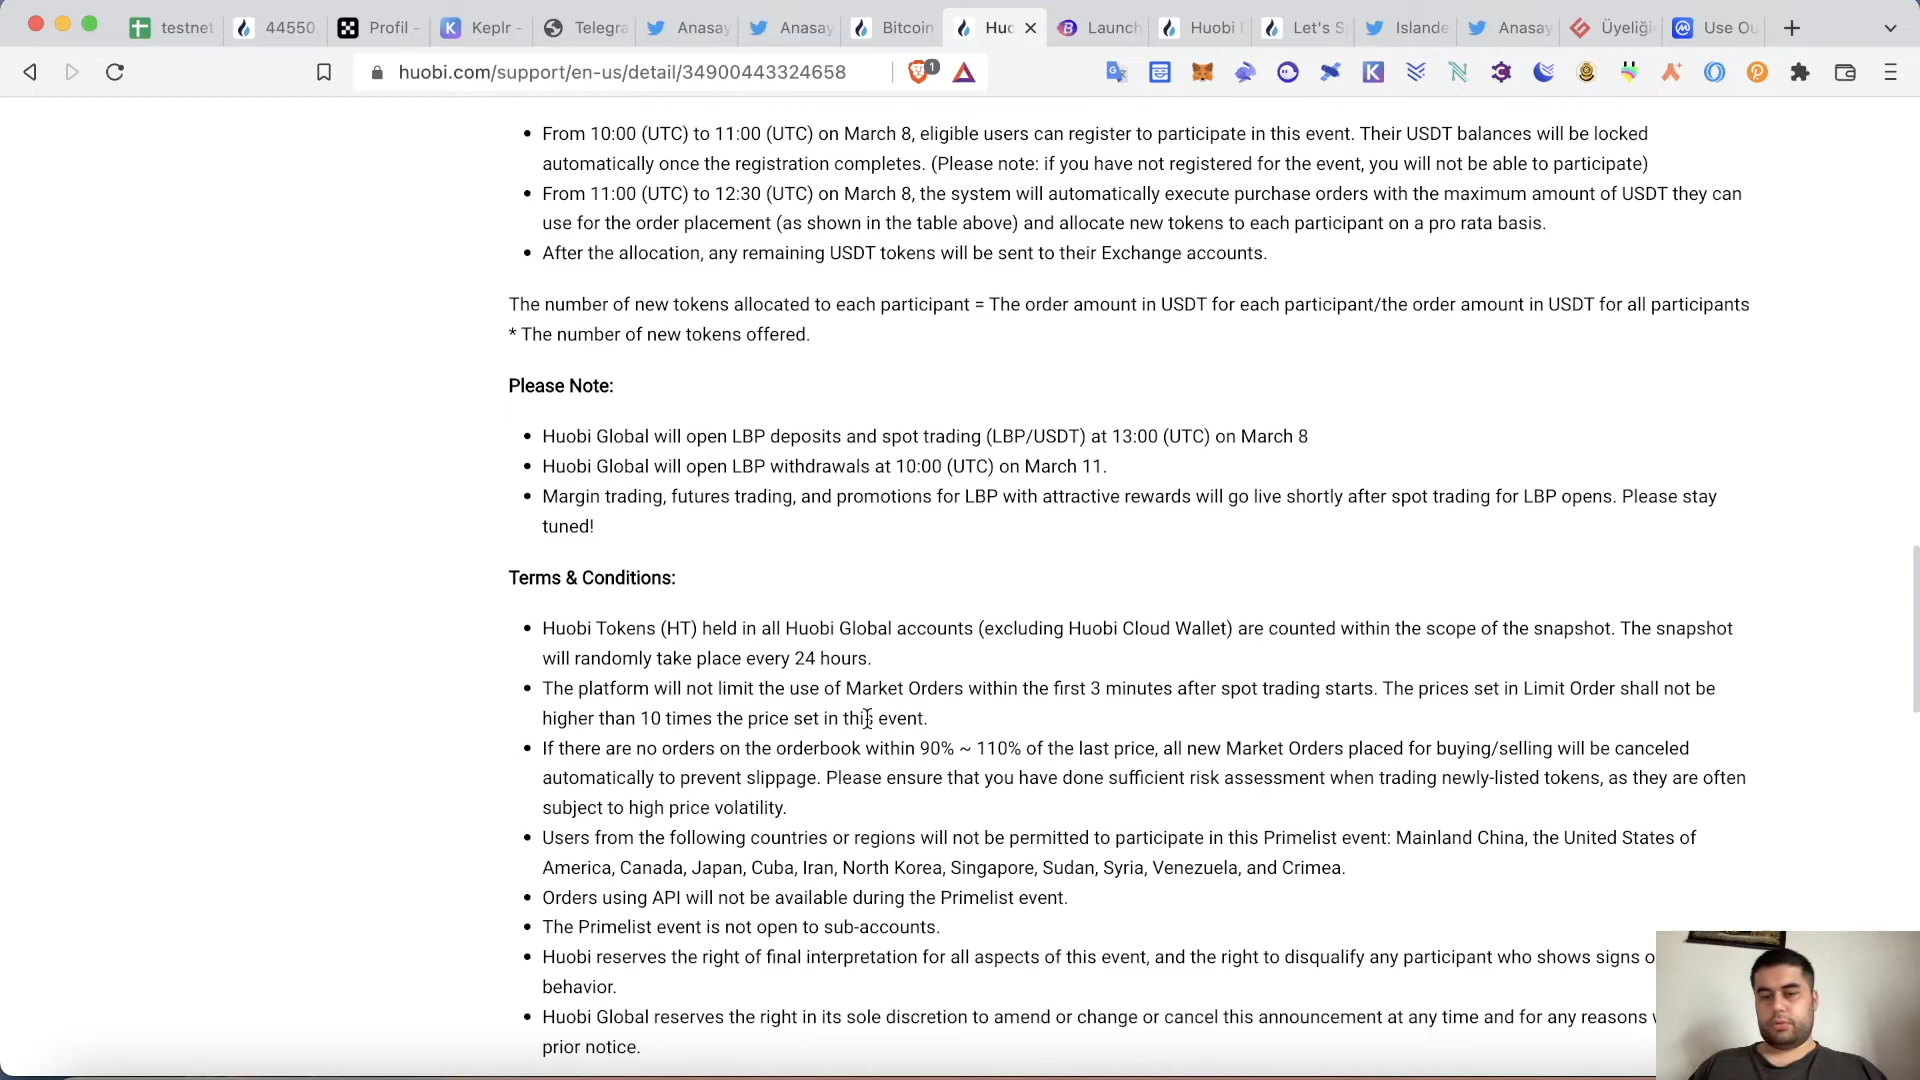 testnet
44550
Profil -
Keplr -
Telegra
Anasay
Anasay
Bitcoin
Huo
Launch
Huobi
Let's S
Islande
Anasay
Üyeliği
Use Ou
huobi.com/support/en-us/detail/34900443324658
1
• From 10:00 (UTC) to 11:00 (UTC) on March 8, eligible users can register to participate in this event. Their USDT balances will be locked
automatically once the registration completes. (Please note: if you have not registered for the event, you will not be able to participate)
• From 11:00 (UTC) to 12:30 (UTC) on March 8, the system will automatically execute purchase orders with the maximum amount of USDT they can
use for the order placement (as shown in the table above) and allocate new tokens to each participant on a pro rata basis.
• After the allocation, any remaining USDT tokens will be sent to their Exchange accounts.
The number of new tokens allocated to each participant = The order amount in USDT for each participant/the order amount in USDT for all participants
* The number of new tokens offered.
Please Note:
• Huobi Global will open LBP deposits and spot trading (LBP/USDT) at 13:00 (UTC) on March 8
• Huobi Global will open LBP withdrawals at 10:00 (UTC) on March 11.
• Margin trading, futures trading, and promotions for LBP with attractive rewards will go live shortly after spot trading for LBP opens. Please stay
tuned!
Terms & Conditions:
• Huobi Tokens (HT) held in all Huobi Global accounts (excluding Huobi Cloud Wallet) are counted within the scope of the snapshot. The snapshot
will randomly take place every 24 hours.
• The platform will not limit the use of Market Orders within the first 3 minutes after spot trading starts. The prices set in Limit Order shall not be
higher than 10 times the price set in this event.
• If there are no orders on the orderbook within 90% ~ 110% of the last price, all new Market Orders placed for buying/selling will be canceled
automatically to prevent slippage. Please ensure that you have done sufficient risk assessment when trading newly-listed tokens, as they are often
subject to high price volatility.
• Users from the following countries or regions will not be permitted to participate in this Primelist event: Mainland China, the United States of
America, Canada, Japan, Cuba, Iran, North Korea, Singapore, Sudan, Syria, Venezuela, and Crimea.
• Orders using API will not be available during the Primelist event.
• The Primelist event is not open to sub-accounts.
• Huobi reserves the right of final interpretation for all aspects of this event, and the right to disqualify any participant who shows signs
behavior.
• Huobi Global reserves the right in its sole discretion to amend or change or cancel this announcement at any time and for any reasons
prior notice.